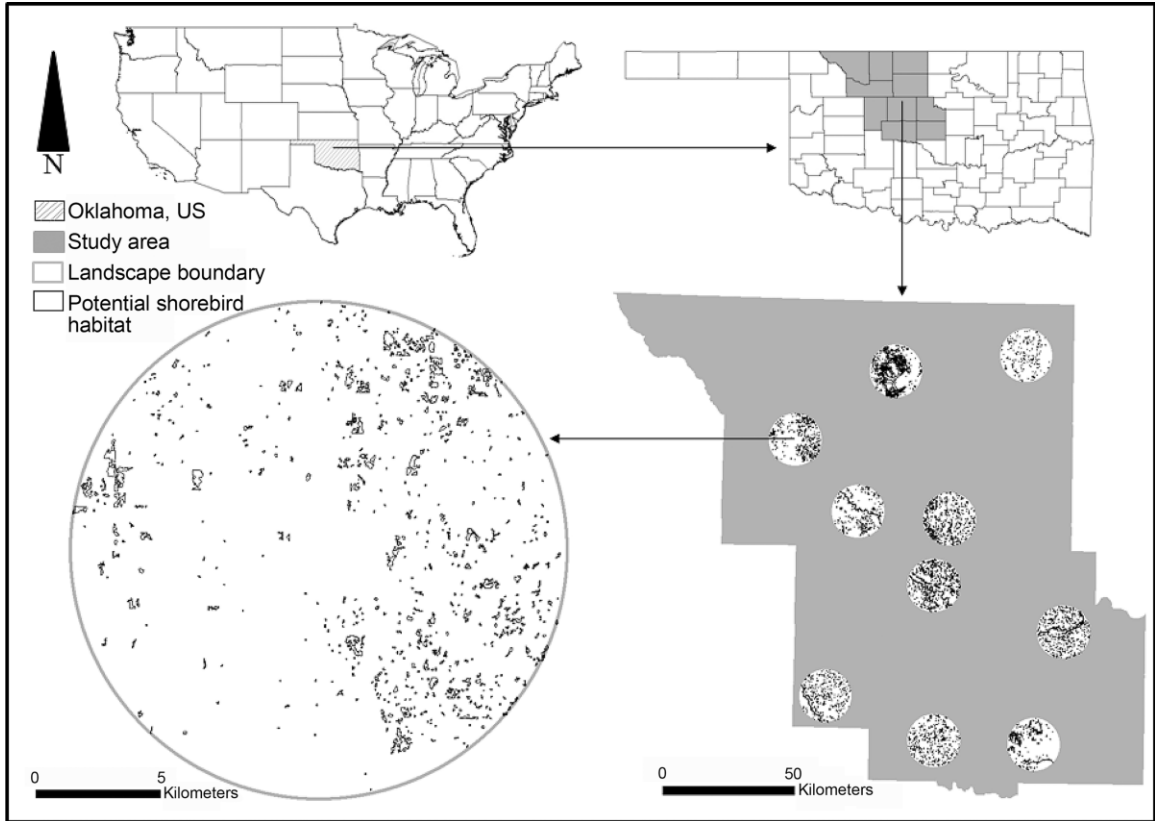 N
Oklahoma, US
Study area
Landscape boundary
Potential shorebird
habitat
0 5
Kilometers
0 50
Kilometers